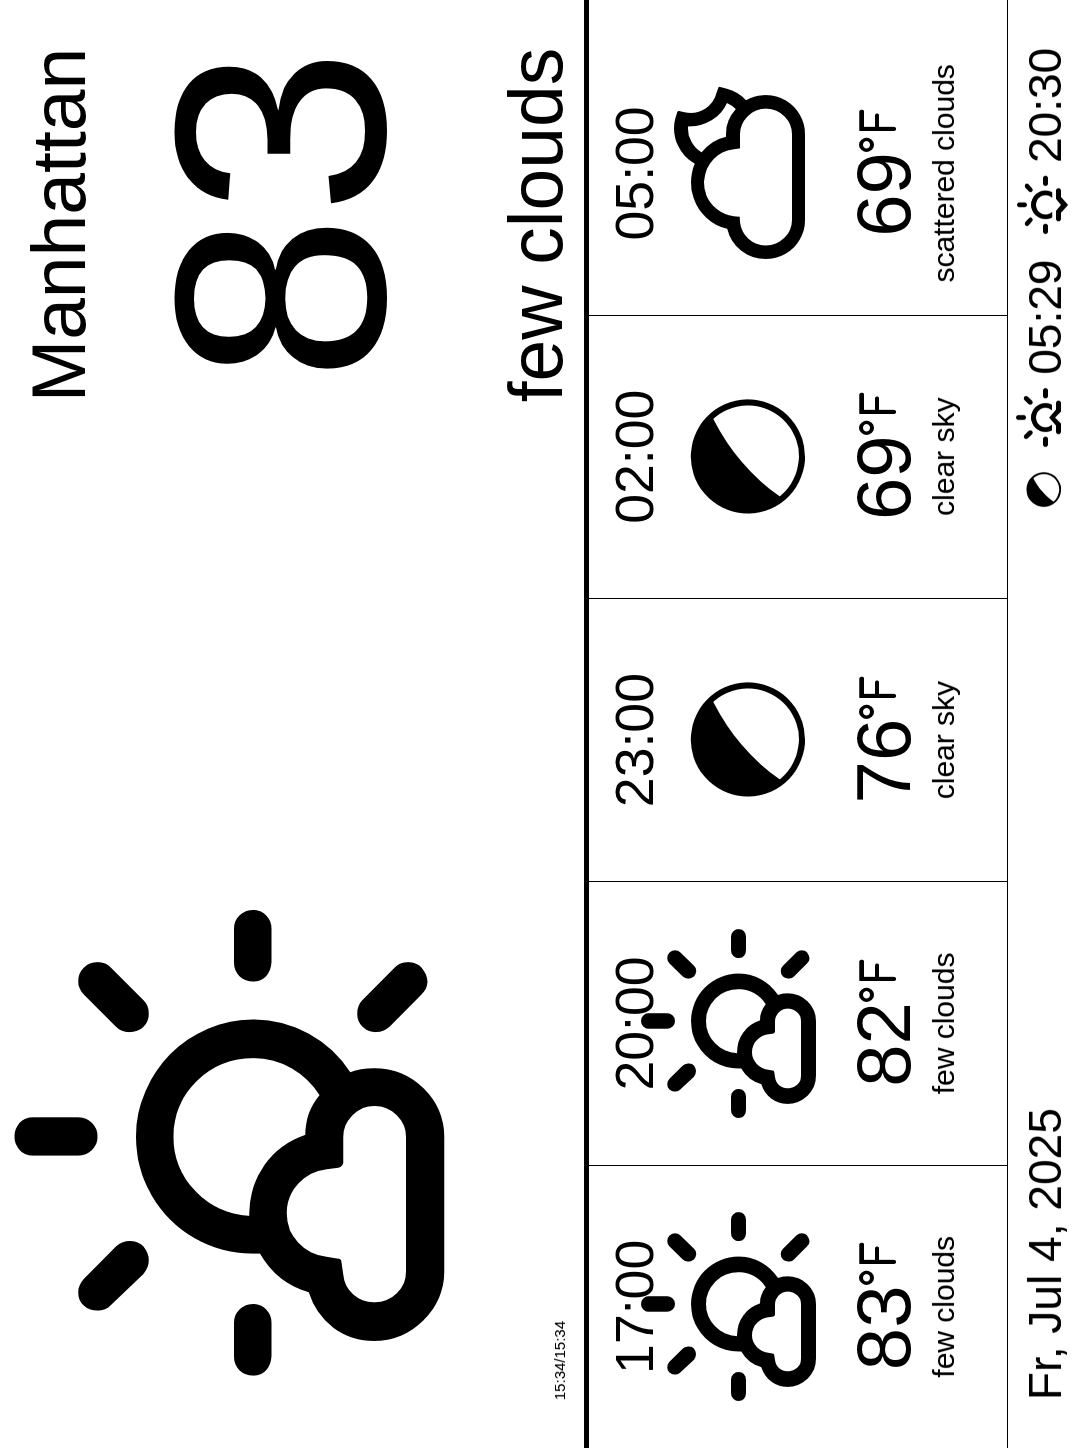 Manhattan
83
few clouds
15:34/15:34
17:00
83°F
few clouds
20:00
82°F
few clouds
23:00
76°F
clear sky
02:00
69°F
clear sky
05:00
69°F
scattered clouds
Fr, Jul 4, 2025
05:29
20:30